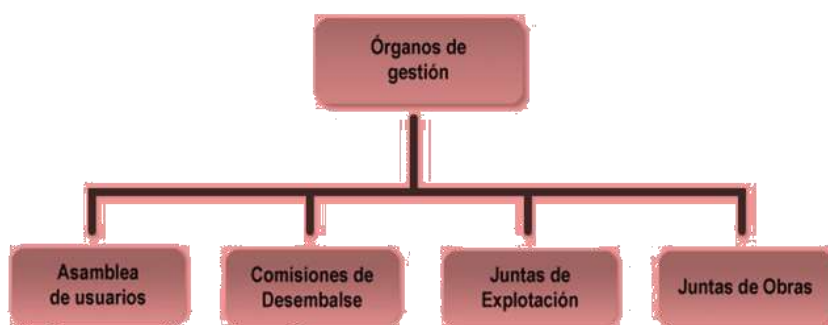 Órganos de
gestión
Asamblea
de usuarios
Comisiones de
Desembalse
Juntas de
Explotación
Juntas de Obras